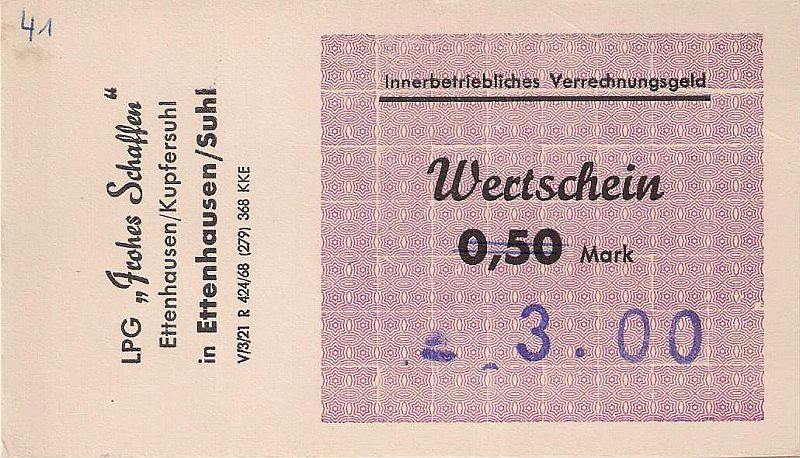 41
LPG „Frohes Schaffen“
Ettenhausen/Kupfersuhl
in Ettenhausen/Suhl
V/3/21 R 424/68 (279) 368 KKE
Innerbetriebliches Verrechnungsgeld
Wertschein
0,50 Mark
3.00